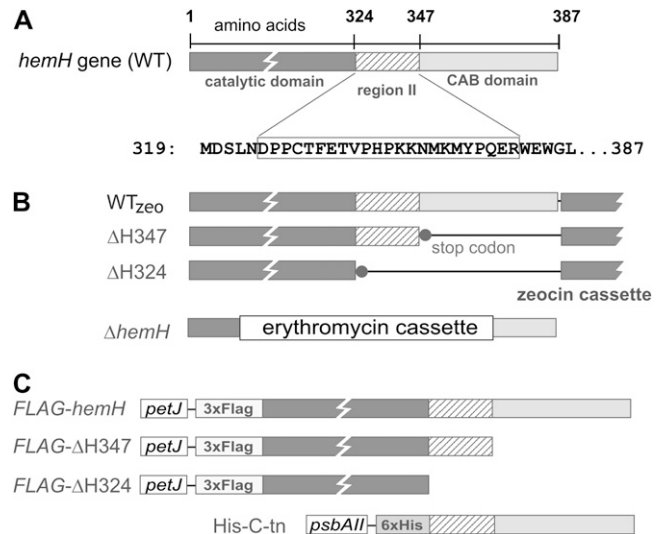 A
1 amino acids 324 347 387
hemH gene (WT)
catalytic domain region II CAB domain
319: MDSLNDPPCTFETVPHPKKNMKMYPQERWEWGL...387
B
WTzeo
ΔH347
stop codon
ΔH324
zeocin cassette
ΔhemH erythromycin cassette
C
FLAG-hemH petJ 3xFlag
FLAG-ΔH347 petJ 3xFlag
FLAG-ΔH324 petJ 3xFlag
His-C-tn psbAII 6xHis